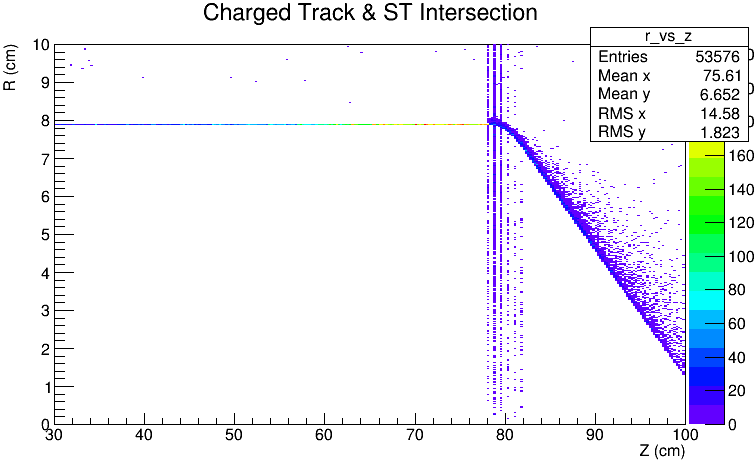 Charged Track & ST Intersection
r_vs_z
Entries 53576
Mean x 75.61
Mean y 6.652
RMS x 14.58
RMS y 1.823
R (cm)
10
9
8
7
6
5
4
3
2
1
0
30 40 50 60 70 80 90 100
Z (cm)
160
140
120
100
80
60
40
20
0